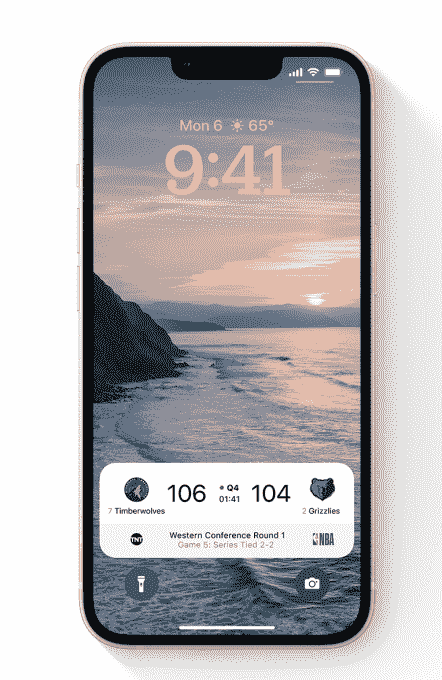 Mon 6 65°
9:41
106 Q4 104
01:41
7 Timberwolves 2 Grizzlies
TNT Western Conference Round 1 NBA
Game 5: Series Tied 2-2